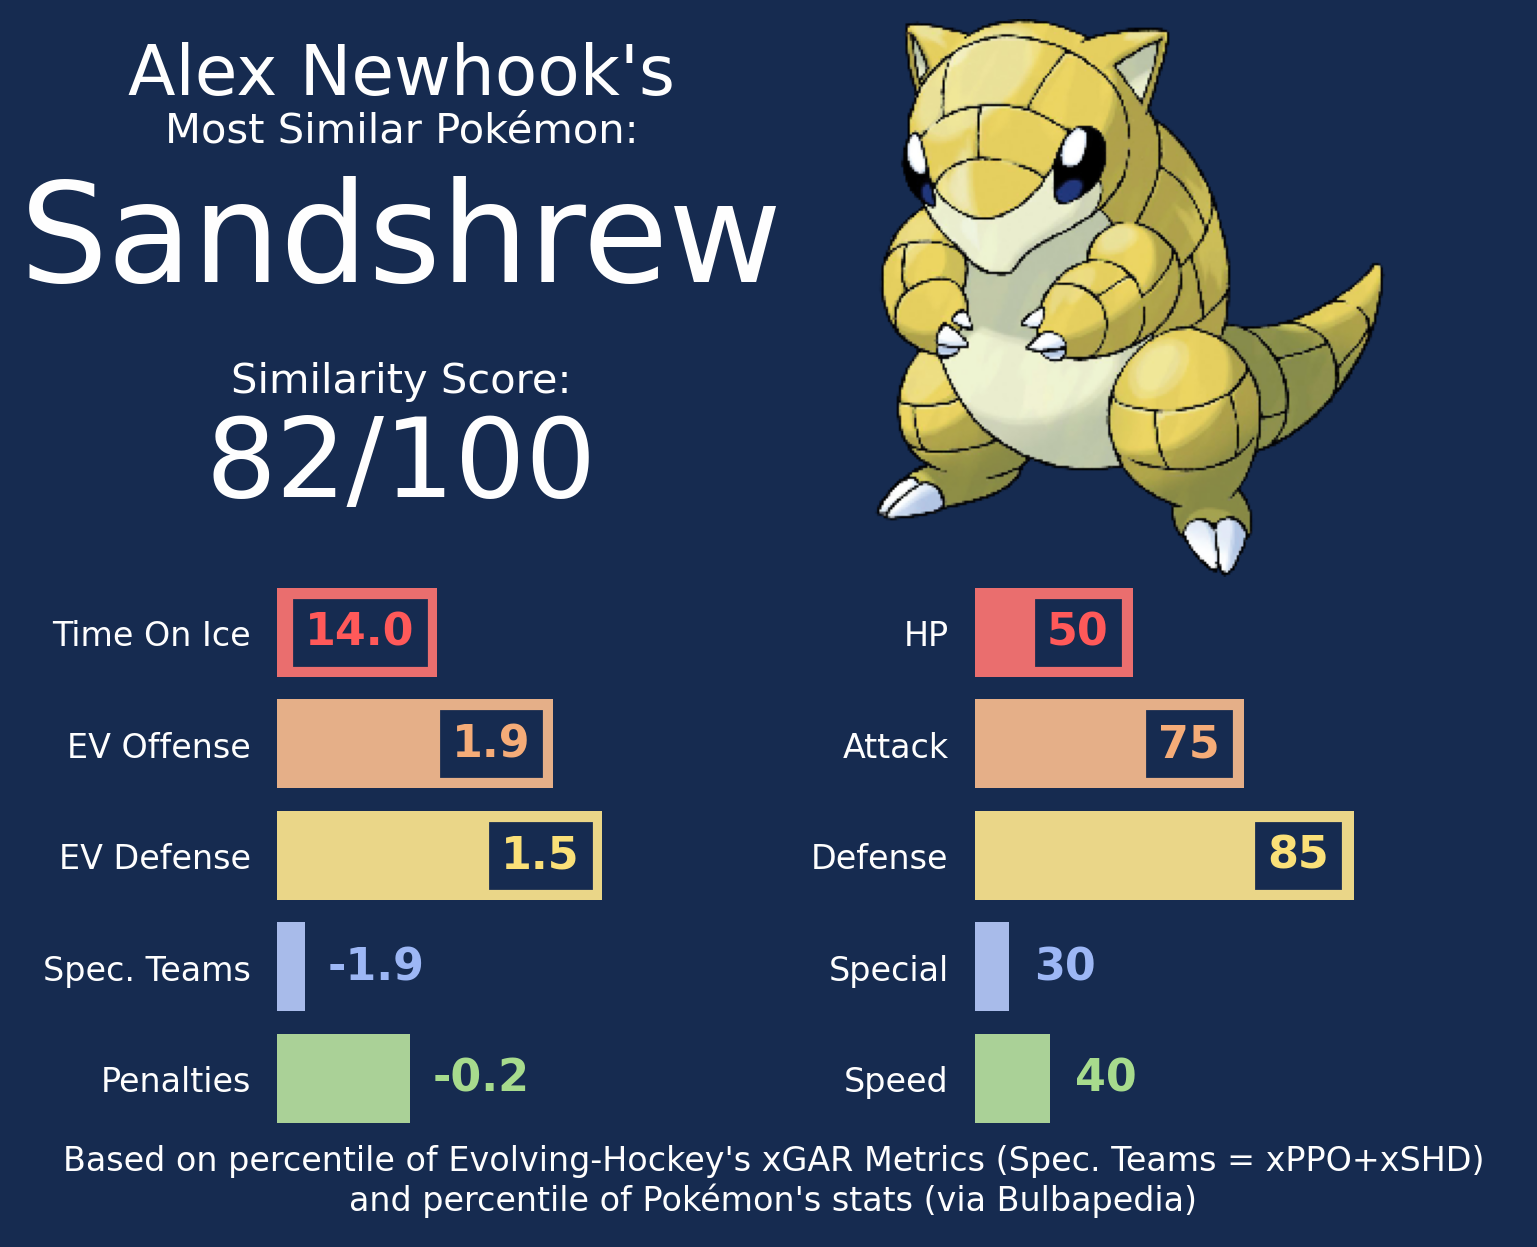 Alex Newhook's
Most Similar Pokémon:
Sandshrew
Similarity Score:
82/100
Time On Ice 14.0
EV Offense 1.9
EV Defense 1.5
Spec. Teams -1.9
Penalties -0.2
HP 50
Attack 75
Defense 85
Special 30
Speed 40
Based on percentile of Evolving-Hockey's xGAR Metrics (Spec. Teams = xPPO+xSHD)
and percentile of Pokémon's stats (via Bulbapedia)